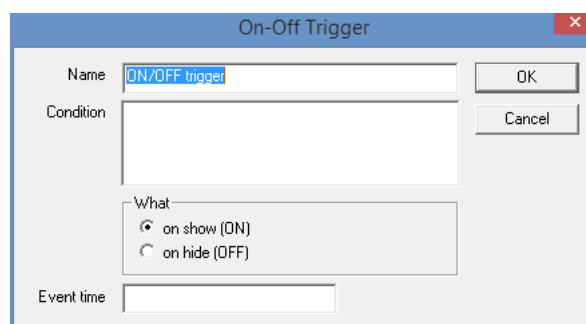 On-Off Trigger
Name ON/OFF trigger OK
Condition Cancel
What
on show (ON)
on hide (OFF)
Event time